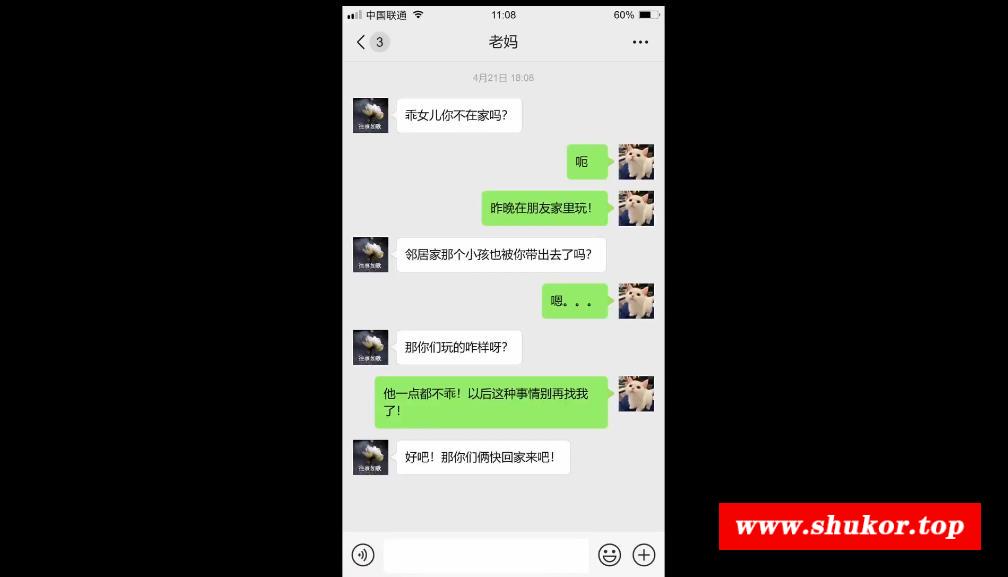 中国联通
11:08
60%
3
老妈
4月21日 18:08
乖女儿你不在家吗？
呃
昨晚在朋友家里玩！
邻居家那个小孩也被你带出去了吗？
嗯。。。
那你们玩的咋样呀？
他一点都不乖！以后这种事情别再找我
了！
好吧！那你们俩快回家来吧！
www.shukor.top